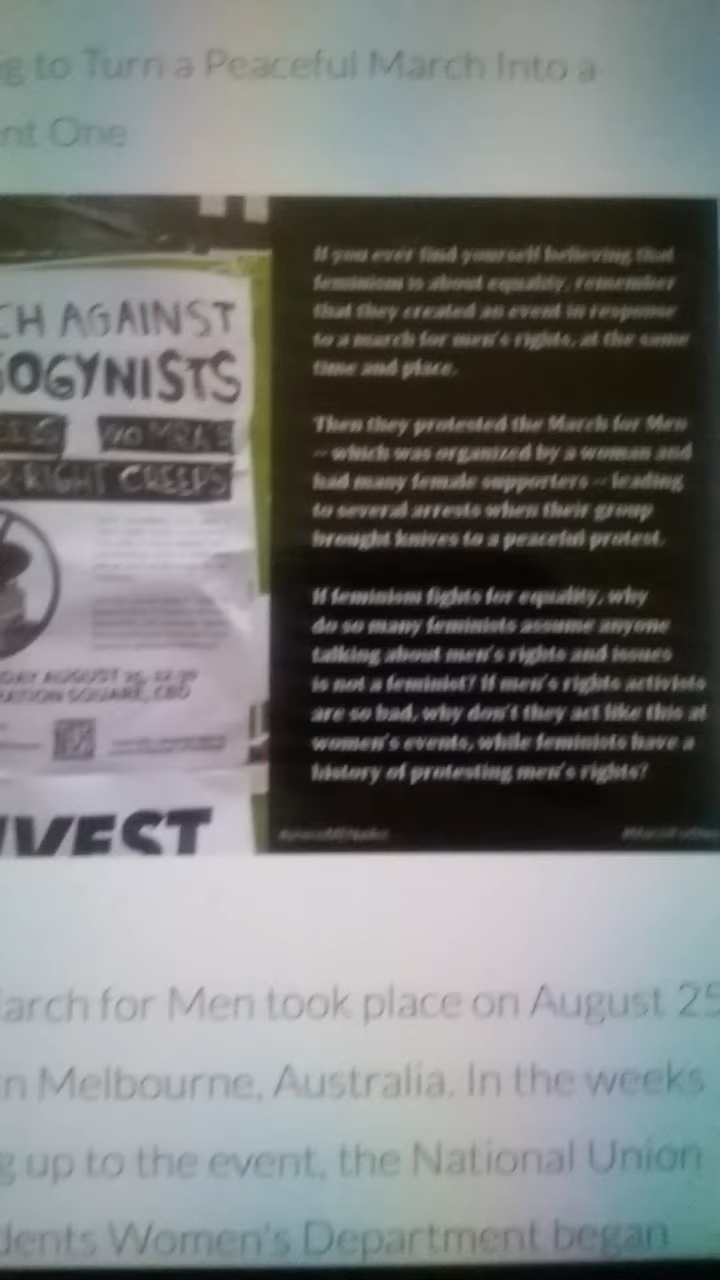 g to Turn a Peaceful March Into a
nt One
CH AGAINST
OGYNISTS
NO MRAS
RIGHT CREEPS
DAY AUGUST 25,
RATION SQUARE, CBD
VEST
If you ever find yourself believing that
feminism is about equality, remember
that they created an event in response
to a march for men's rights, at the same
time and place.
Then they protested the March for Men
– which was organized by a woman and
had many female supporters – leading
to several arrests when their group
brought knives to a peaceful protest.
If feminism fights for equality, why
do so many feminists assume anyone
talking about men's rights and issues
is not a feminist? If men's rights activists
are so bad, why don't they act like this at
women's events, while feminists have a
history of protesting men's rights?
arch for Men took place on August 25
n Melbourne, Australia. In the weeks
g up to the event, the National Union
dents Women's Department began